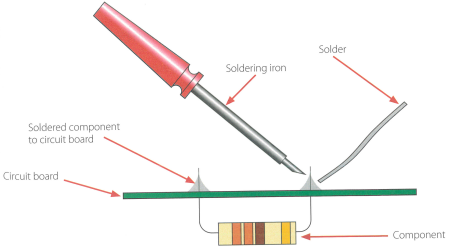 Solder
Soldering iron
Soldered component
to circuit board
Circuit board
Component